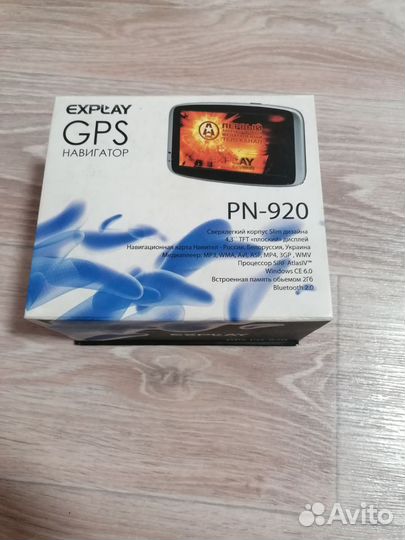 EXPLAY
GPS
НАВИГАТОР
ПЕРВЫЙ
PN-920
Сверхлегкий корпус Slim дизайна
4,3" TFT «плоский» - дисплей
Навигационная карта Навител - Россия, Белоруссия, Украина
Медиаплеер: MP3, WMA, AVI, ASF, MP4, 3GP, WMV
Процессор SiRF AtlasIV™
Windows CE 6.0
Встроенная память объемом 2Гб
Bluetooth 2.0
EXPLAY
Avito